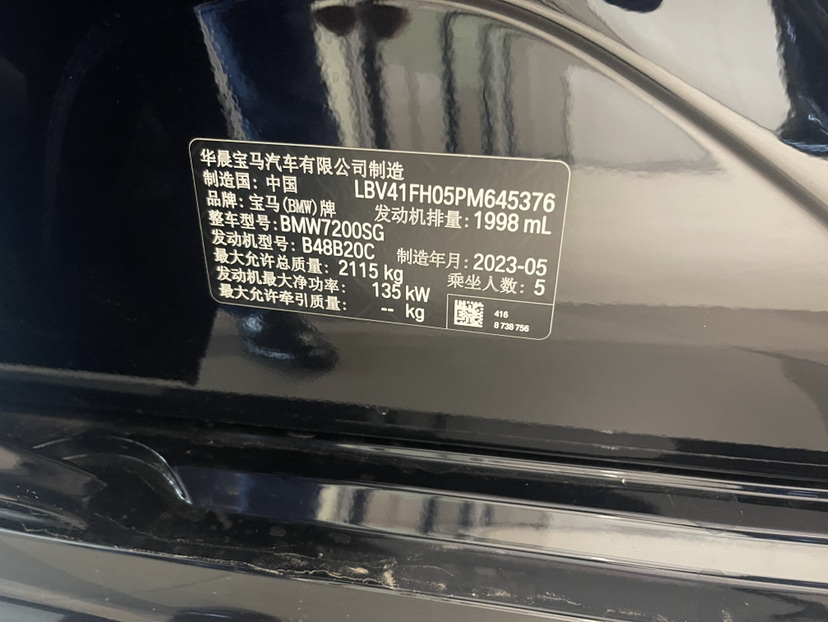 华晨宝马汽车有限公司制造
制造国: 中国 LBV41FH05PM645376
品牌: 宝马(BMW)牌 发动机排量: 1998 mL
整车型号: BMW7200SG
发动机型号: B48B20C 制造年月: 2023-05
最大允许总质量: 2115 kg 乘坐人数: 5
发动机最大净功率: 135 kW
最大允许牵引质量: -- kg
416
8 738 756